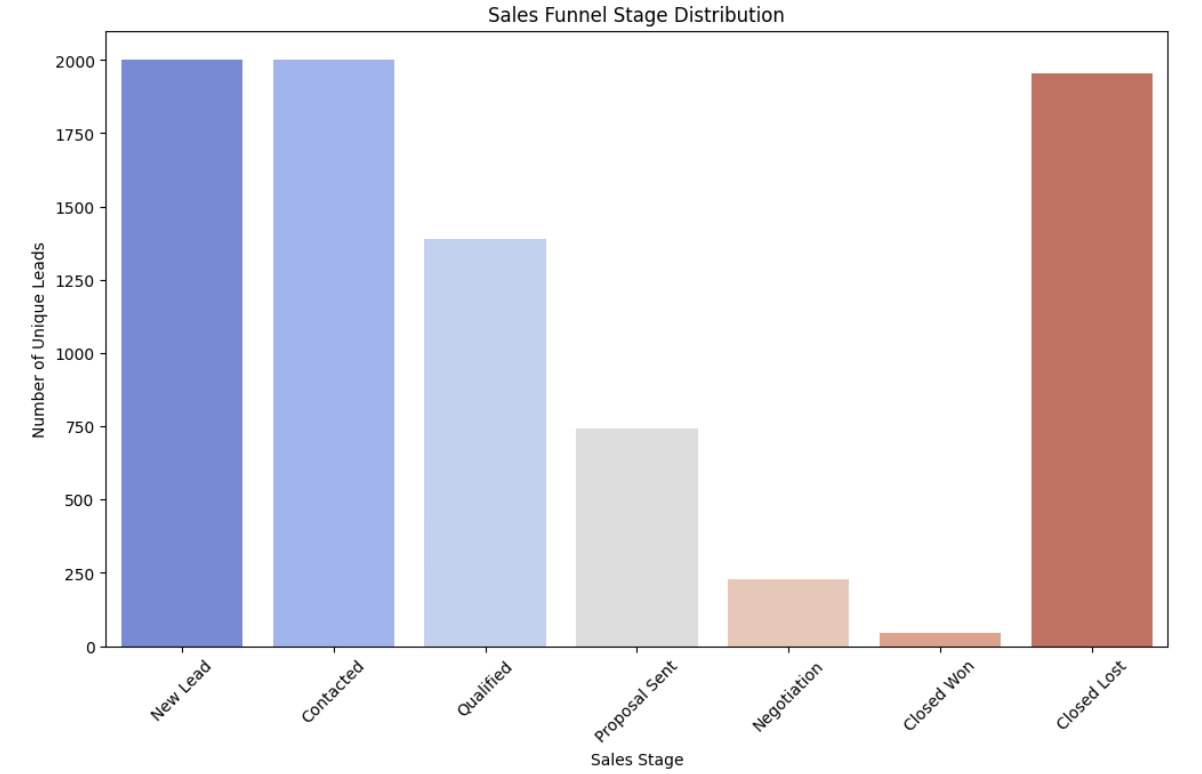 Sales Funnel Stage Distribution
Number of Unique Leads
2000
1750
1500
1250
1000
750
500
250
0
New Lead
Contacted
Qualified
Proposal Sent
Negotiation
Closed Won
Closed Lost
Sales Stage